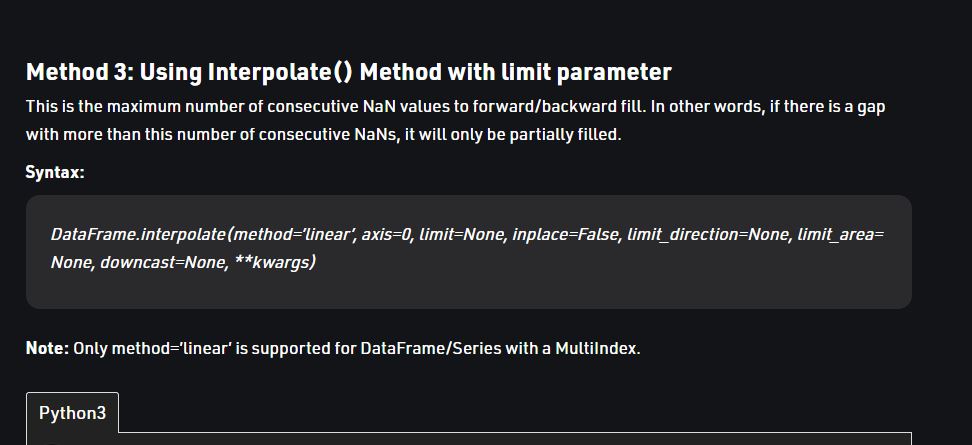 Method 3: Using Interpolate() Method with limit parameter
This is the maximum number of consecutive NaN values to forward/backward fill. In other words, if there is a gap
with more than this number of consecutive NaNs, it will only be partially filled.
Syntax:
DataFrame.interpolate(method=’linear’, axis=0, limit=None, inplace=False, limit_direction=None, limit_area=
None, downcast=None, **kwargs)
Note: Only method=’linear’ is supported for DataFrame/Series with a MultiIndex.
Python3